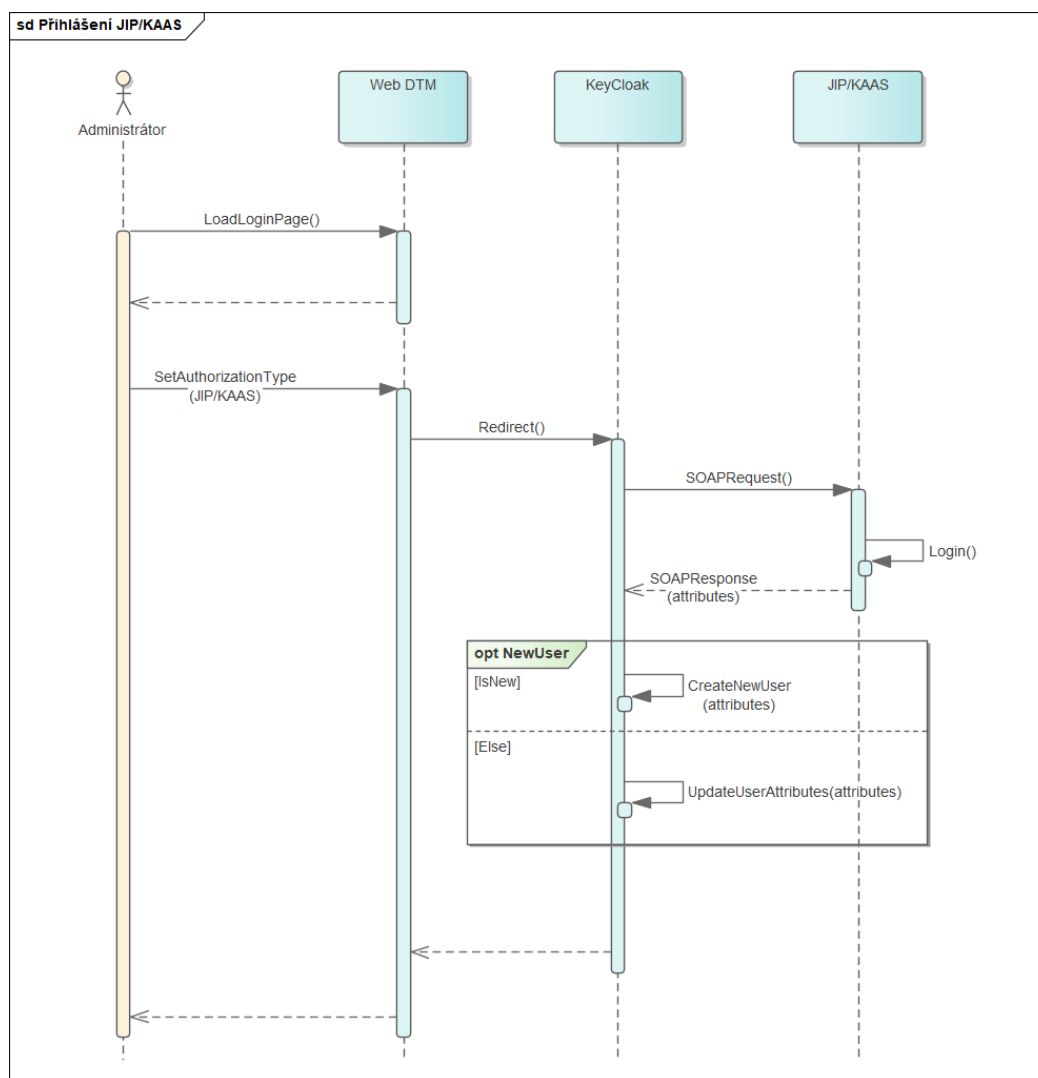 sd Přihlášení JIP/KAAS
Administrátor
Web DTM
KeyCloak
JIP/KAAS
LoadLoginPage()
SetAuthorizationType
(JIP/KAAS)
Redirect()
SOAPRequest()
Login()
SOAPResponse
(attributes)
opt NewUser
[IsNew]
CreateNewUser
(attributes)
[Else]
UpdateUserAttributes(attributes)